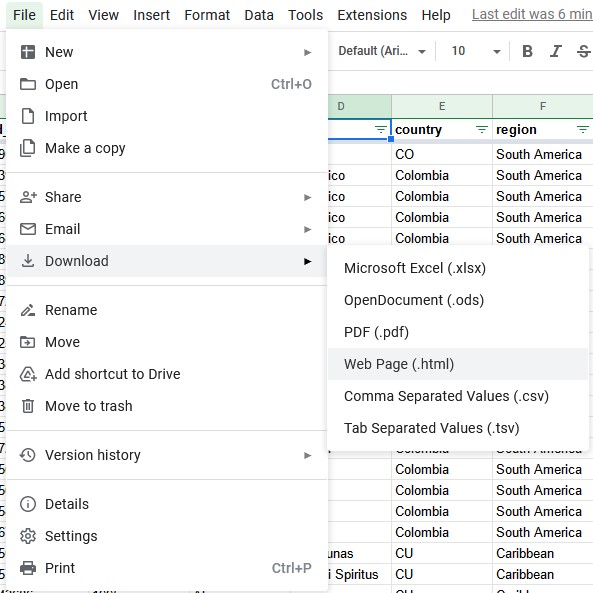 File Edit View Insert Format Data Tools Extensions Help Last edit was 6 min
New
Default (Ari... 10 B I S
Open Ctrl+O
Import
D E F
country region
Make a copy
CO South America
ico Colombia South America
Share
ico Colombia South America
ico Colombia South America
Email
ico Colombia South America
Download
Microsoft Excel (.xlsx)
OpenDocument (.ods)
Rename
PDF (.pdf)
Move
Web Page (.html)
Add shortcut to Drive
Comma Separated Values (.csv)
Move to trash
Tab Separated Values (.tsv)
Version history
Colombia South America
Colombia South America
Colombia South America
Details
Colombia South America
Settings
Colombia South America
unas CU Caribbean
Print Ctrl+P
i Spiritus CU Caribbean